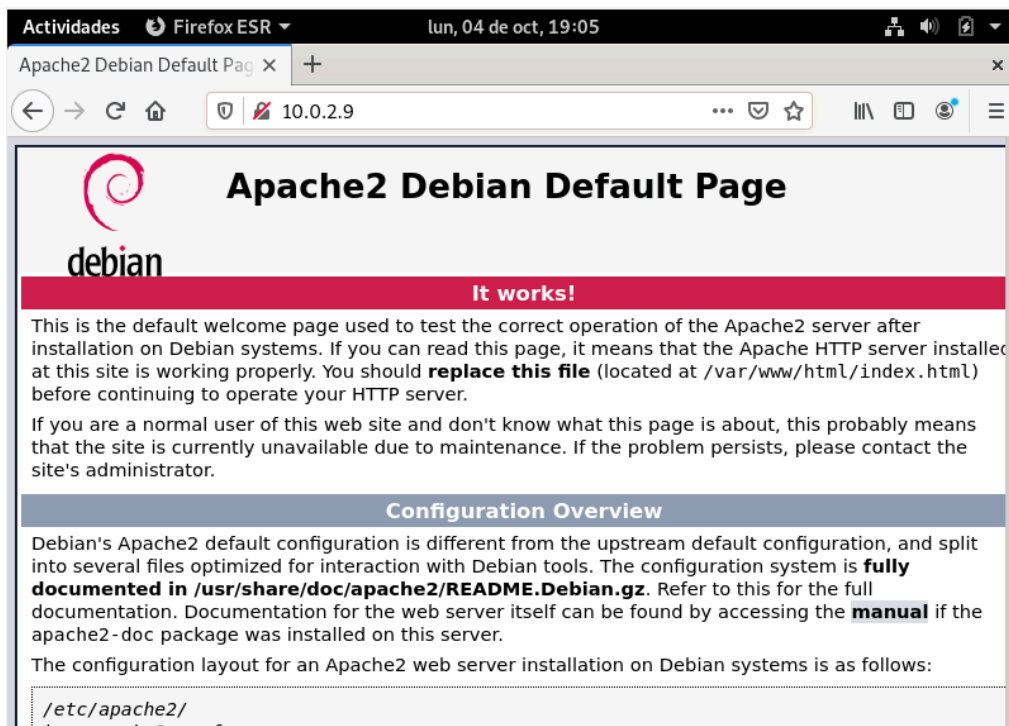 Actividades Firefox ESR lun, 04 de oct, 19:05
Apache2 Debian Default Pag
10.0.2.9
debian
Apache2 Debian Default Page
It works!
This is the default welcome page used to test the correct operation of the Apache2 server after
installation on Debian systems. If you can read this page, it means that the Apache HTTP server installed
at this site is working properly. You should replace this file (located at /var/www/html/index.html)
before continuing to operate your HTTP server.
If you are a normal user of this web site and don't know what this page is about, this probably means
that the site is currently unavailable due to maintenance. If the problem persists, please contact the
site's administrator.
Configuration Overview
Debian's Apache2 default configuration is different from the upstream default configuration, and split
into several files optimized for interaction with Debian tools. The configuration system is fully
documented in /usr/share/doc/apache2/README.Debian.gz. Refer to this for the full
documentation. Documentation for the web server itself can be found by accessing the manual if the
apache2-doc package was installed on this server.
The configuration layout for an Apache2 web server installation on Debian systems is as follows:
/etc/apache2/